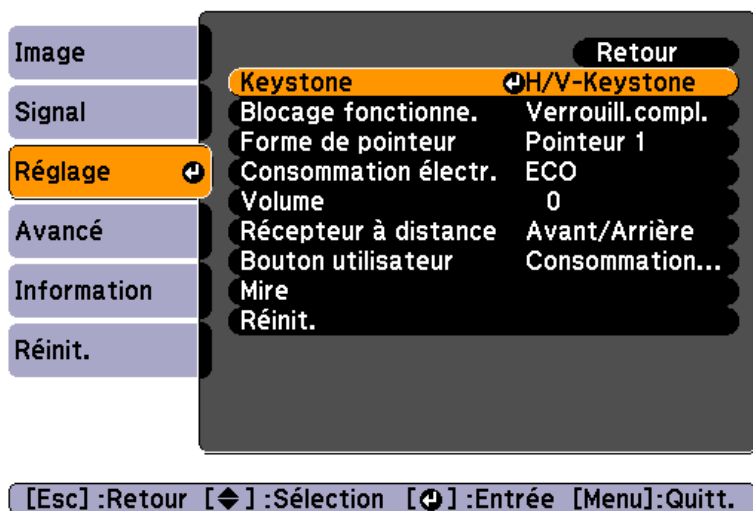 Image
Signal
Réglage
Avancé
Information
Réinit.
Retour
Keystone H/V-Keystone
Blocage fonctionne. Verrouill.compl.
Forme de pointeur Pointeur 1
Consommation électr. ECO
Volume 0
Récepteur à distance Avant/Arrière
Bouton utilisateur Consommation...
Mire
Réinit.
[Esc] :Retour [◆] :Sélection [↵] :Entrée [Menu]:Quitt.